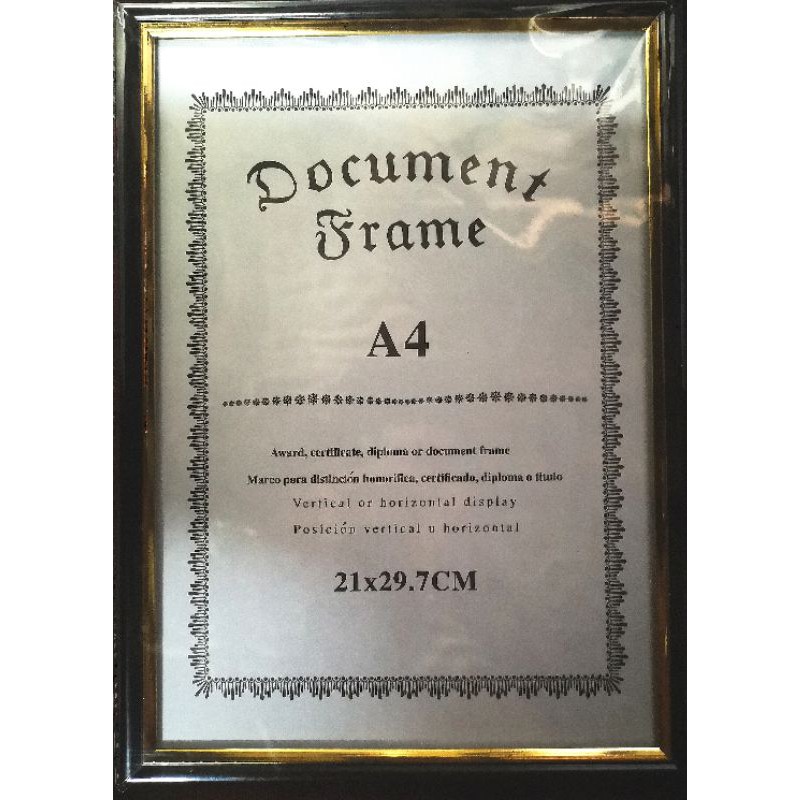 Document
Frame
A4
Award, certificate, diploma or document frame
Marco para distinción honorifica, certificado, diploma o título
Vertical or horizontal display
Posición vertical u horizontal
21x29.7CM